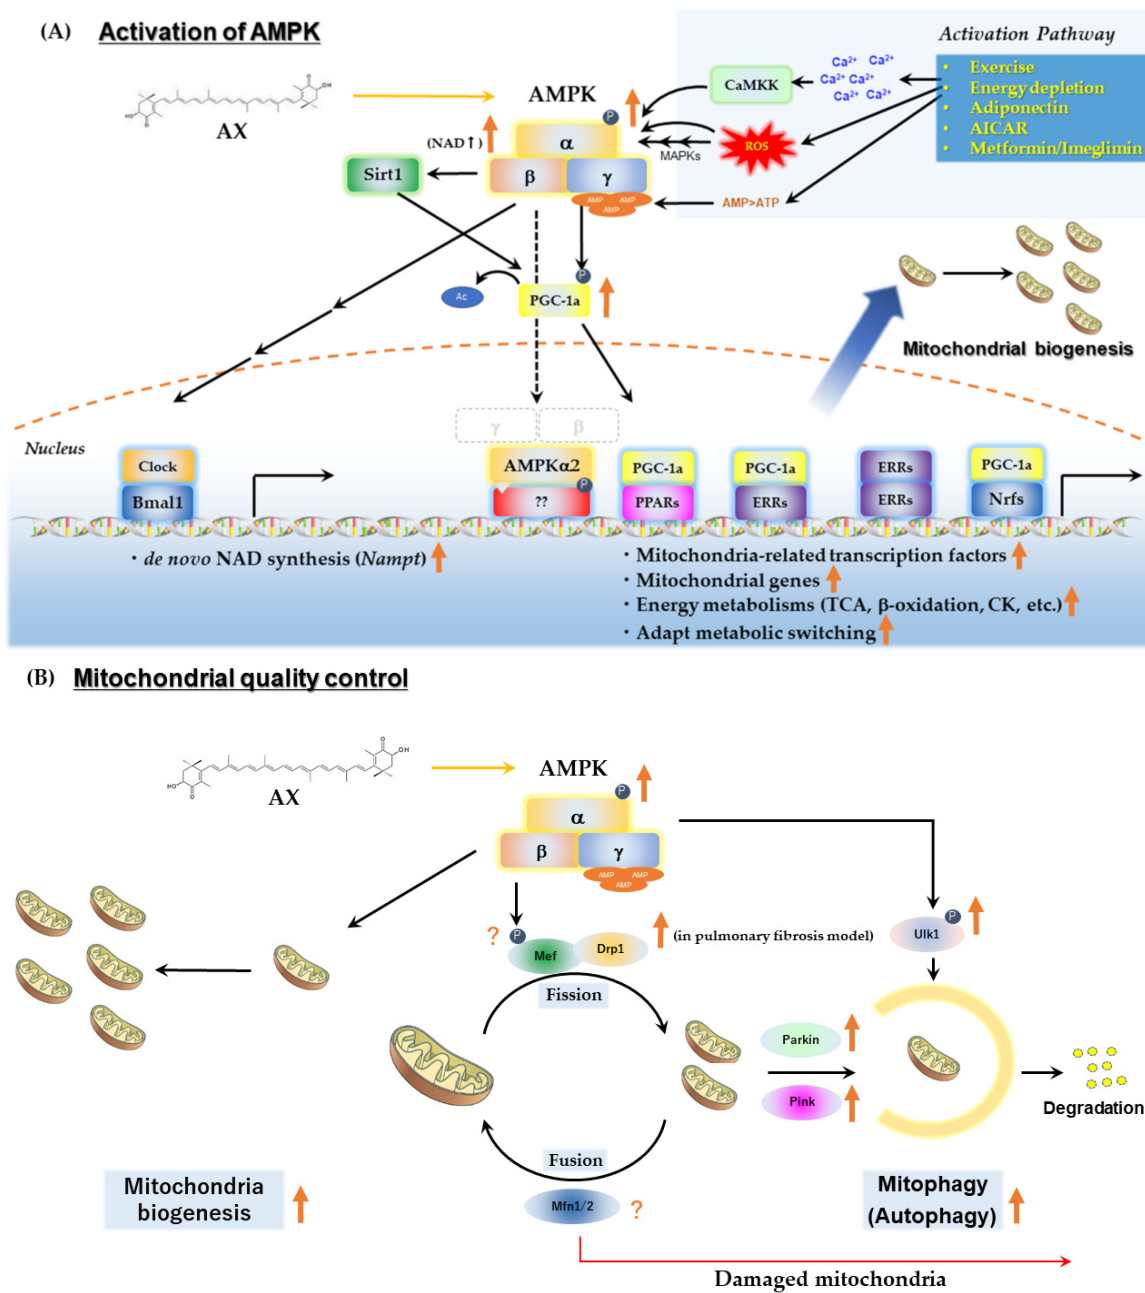 (A) Activation of AMPK
Activation Pathway
• Exercise
• Energy depletion
• Adiponectin
• AICAR
• Metformin/Imeglimin
Ca²⁺ Ca²⁺
Ca²⁺ Ca²⁺
Ca²⁺ Ca²⁺
CaMKK
ROS
MAPKs
AMP>ATP
O
OH
HO
O
AX
AMPK
P
(NAD↑)
α
β
γ
AMP AMP
AMP
Sirt1
P
Ac
PGC-1a
Mitochondrial biogenesis
Nucleus
γ β
Clock
Bmal1
AMPKα2
P
??
PGC-1a
PPARs
PGC-1a
ERRs
ERRs
ERRs
PGC-1a
Nrfs
・de novo NAD synthesis (Nampt)
・Mitochondria-related transcription factors
・Mitochondrial genes
・Energy metabolisms (TCA, β-oxidation, CK, etc.)
・Adapt metabolic switching
(B) Mitochondrial quality control
O
OH
HO
O
AX
AMPK
P
α
β
γ
AMP AMP
AMP
? P
Mef
Drp1
(in pulmonary fibrosis model)
P
Ulk1
Fission
Parkin
Pink
Degradation
Fusion
Mfn1/2 ?
Mitochondria
biogenesis
Mitophagy
(Autophagy)
Damaged mitochondria